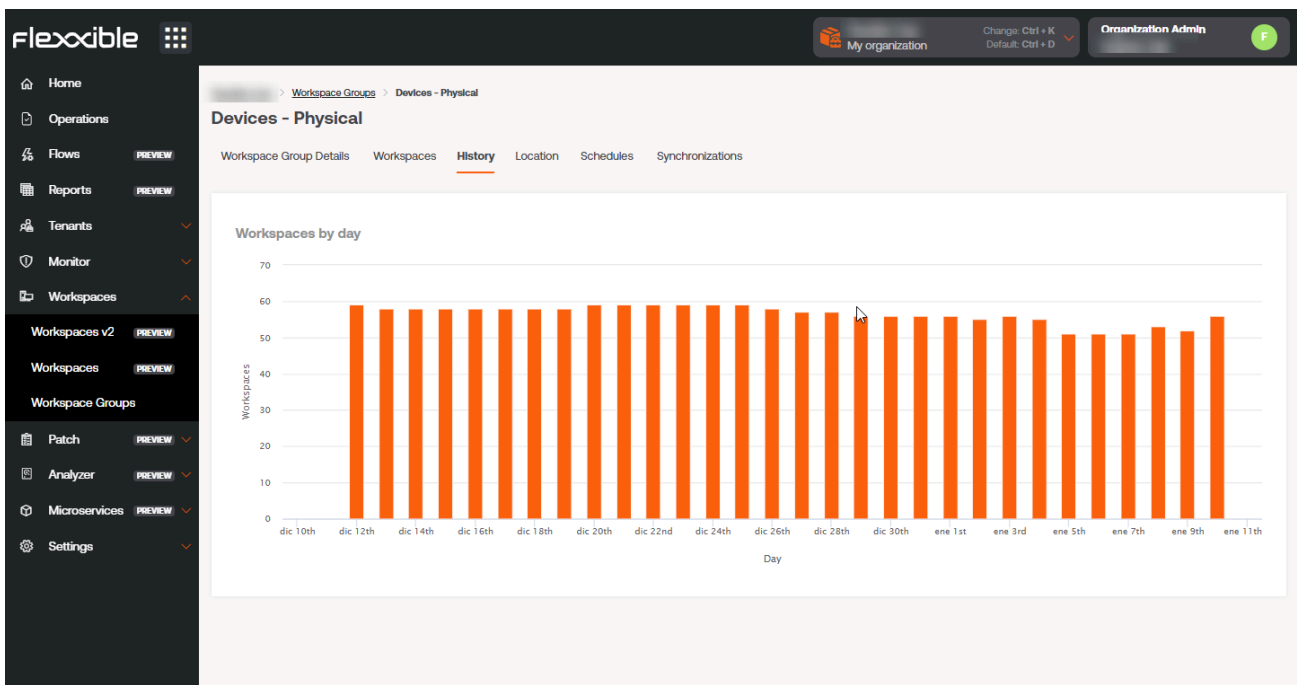 Flexxible
My organization
Change: Ctrl + K
Default: Ctrl + D
Organization Admin
F
Home
Operations
Flows PREVIEW
Reports PREVIEW
Tenants
Monitor
Workspaces
Workspaces v2 PREVIEW
Workspaces PREVIEW
Workspace Groups
Patch PREVIEW
Analyzer PREVIEW
Microservices PREVIEW
Settings
> Workspace Groups > Devices - Physical
Devices - Physical
Workspace Group Details Workspaces History Location Schedules Synchronizations
Workspaces by day
70
60
50
40
30
20
10
0
Workspaces
dic 10th dic 12th dic 14th dic 16th dic 18th dic 20th dic 22nd dic 24th dic 26th dic 28th dic 30th ene 1st ene 3rd ene 5th ene 7th ene 9th ene 11th
Day